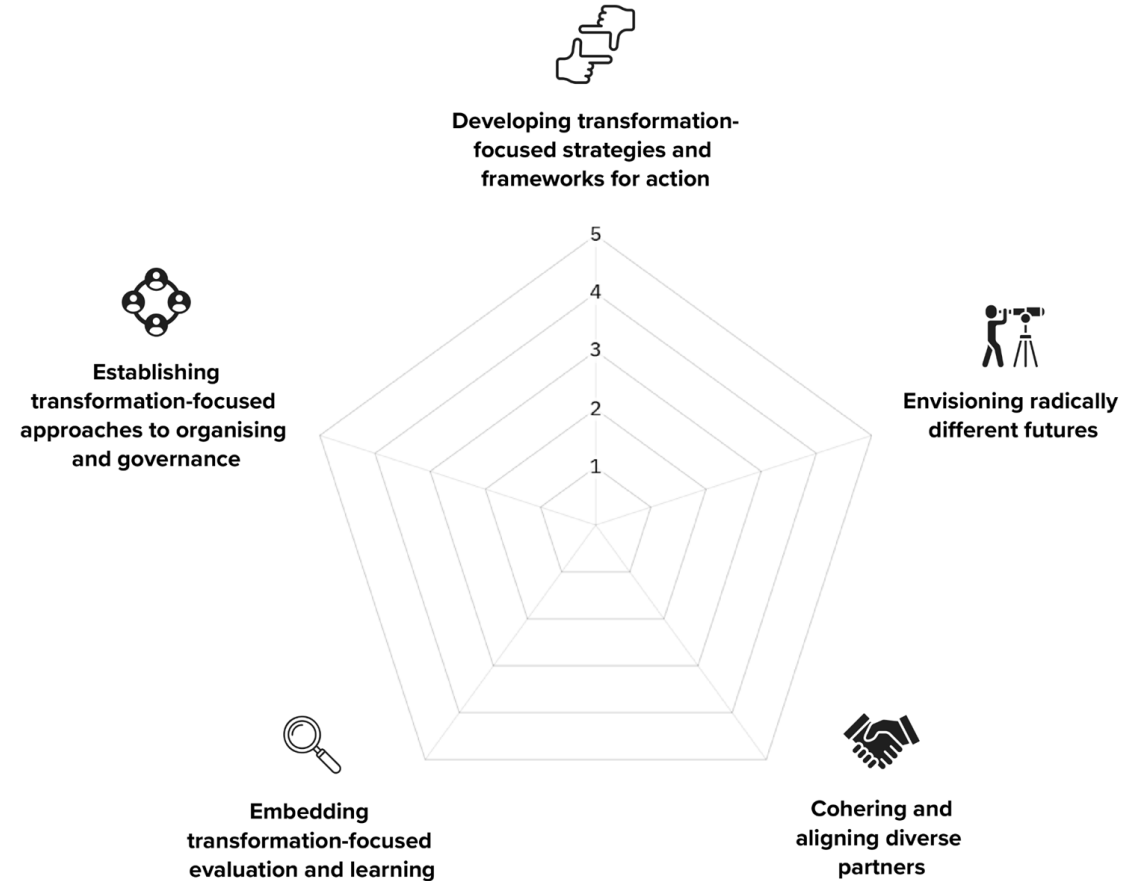 Developing transformation-
focused strategies and
frameworks for action
5
4
3
2
1
Establishing
transformation-focused
approaches to organising
and governance
Envisioning radically
different futures
Embedding
transformation-focused
evaluation and learning
Cohering and
aligning diverse
partners